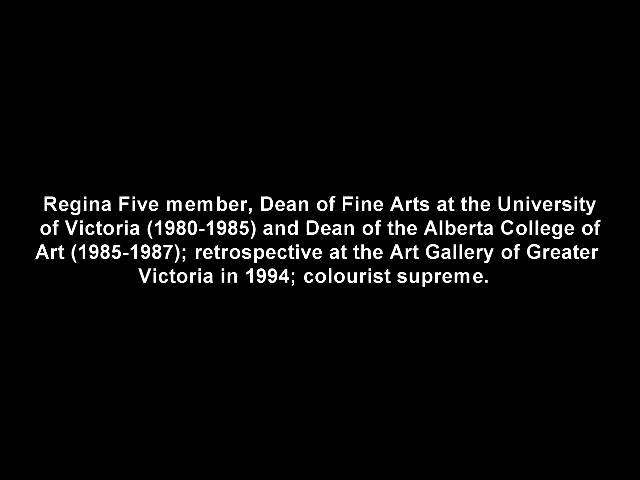 Regina Five member, Dean of Fine Arts at the University
of Victoria (1980-1985) and Dean of the Alberta College of
Art (1985-1987); retrospective at the Art Gallery of Greater
Victoria in 1994; colourist supreme.